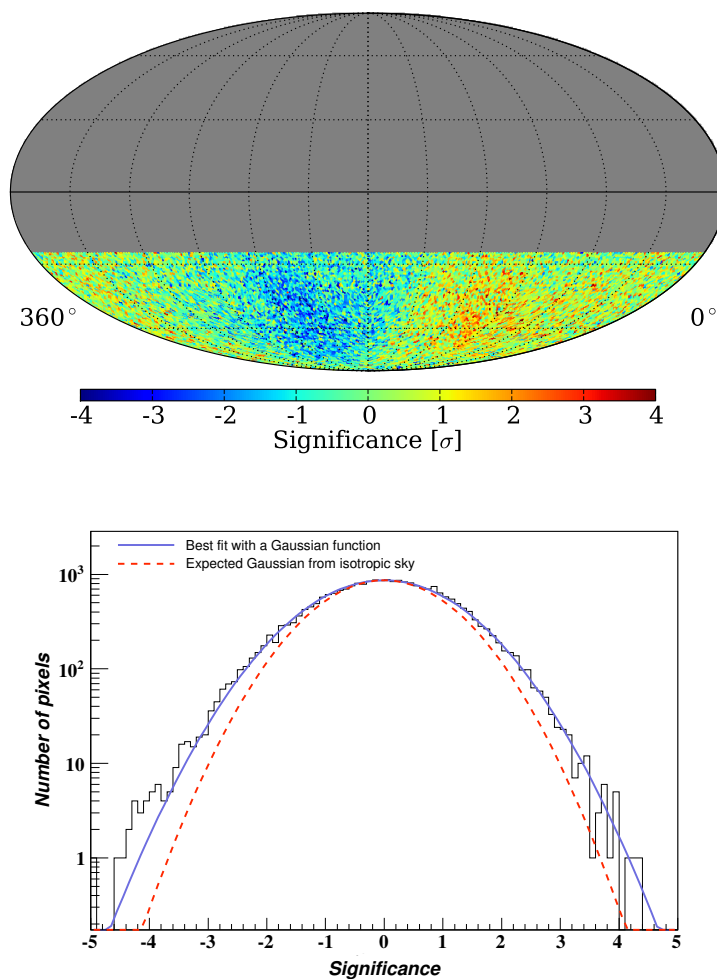 360° 0°
-4 -3 -2 -1 0 1 2 3 4
Significance [σ]
Best fit with a Gaussian function
Expected Gaussian from isotropic sky
10³
10²
10
1
Number of pixels
-5 -4 -3 -2 -1 0 1 2 3 4 5
Significance